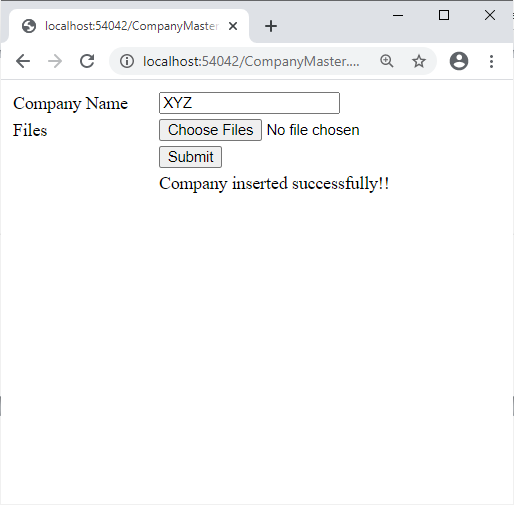 localhost:54042/CompanyMaster
localhost:54042/CompanyMaster....
Company Name XYZ
Files Choose Files No file chosen
Submit
Company inserted successfully!!